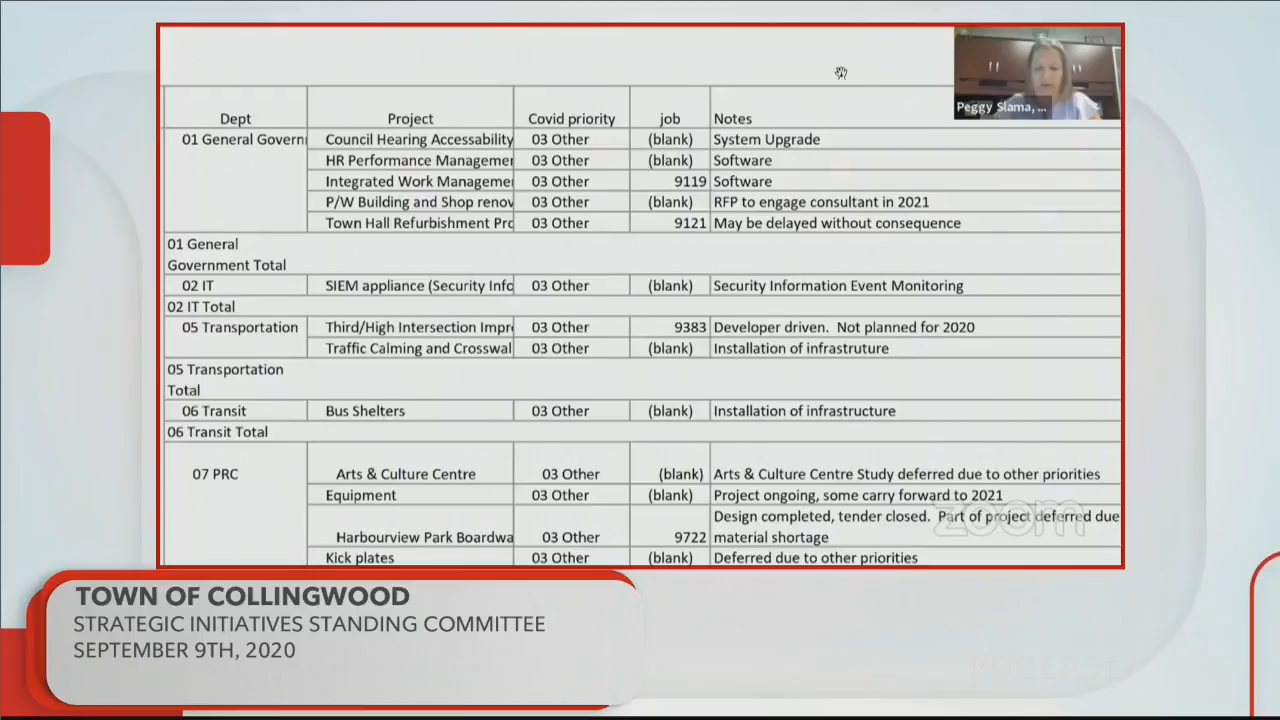 Peggy Slama, ...
Dept Project Covid priority job Notes
01 General Govern Council Hearing Accessability 03 Other (blank) System Upgrade
HR Performance Managemer 03 Other (blank) Software
Integrated Work Manageme 03 Other 9119 Software
P/W Building and Shop renov 03 Other (blank) RFP to engage consultant in 2021
Town Hall Refurbishment Pro 03 Other 9121 May be delayed without consequence
01 General
Government Total
02 IT SIEM appliance (Security Info 03 Other (blank) Security Information Event Monitoring
02 IT Total
05 Transportation Third/High Intersection Impr 03 Other 9383 Developer driven. Not planned for 2020
Traffic Calming and Crosswal 03 Other (blank) Installation of infrastruture
05 Transportation
Total
06 Transit Bus Shelters 03 Other (blank) Installation of infrastructure
06 Transit Total
07 PRC Arts & Culture Centre 03 Other (blank) Arts & Culture Centre Study deferred due to other priorities
Equipment 03 Other (blank) Project ongoing, some carry forward to 2021
Design completed, tender closed. Part of project deferred due
Harbourview Park Boardwa 03 Other 9722 material shortage
Kick plates 03 Other (blank) Deferred due to other priorities
zoom
TOWN OF COLLINGWOOD
STRATEGIC INITIATIVES STANDING COMMITTEE
SEPTEMBER 9TH, 2020